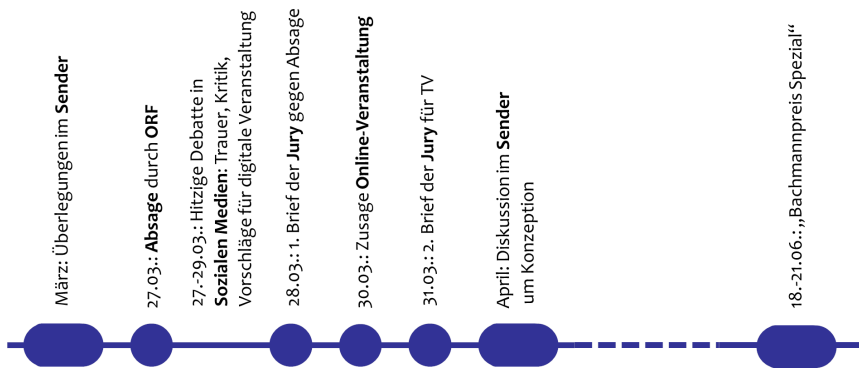 März: Überlegungen im Sender
27.03.: Absage durch ORF
27.-29.03.: Hitzige Debatte in
Sozialen Medien: Trauer, Kritik,
Vorschläge für digitale Veranstaltung
28.03.: 1. Brief der Jury gegen Absage
30.03.: Zusage Online-Veranstaltung
31.03.: 2. Brief der Jury für TV
April: Diskussion im Sender
um Konzeption
18.-21.06.: „Bachmannpreis Spezial“